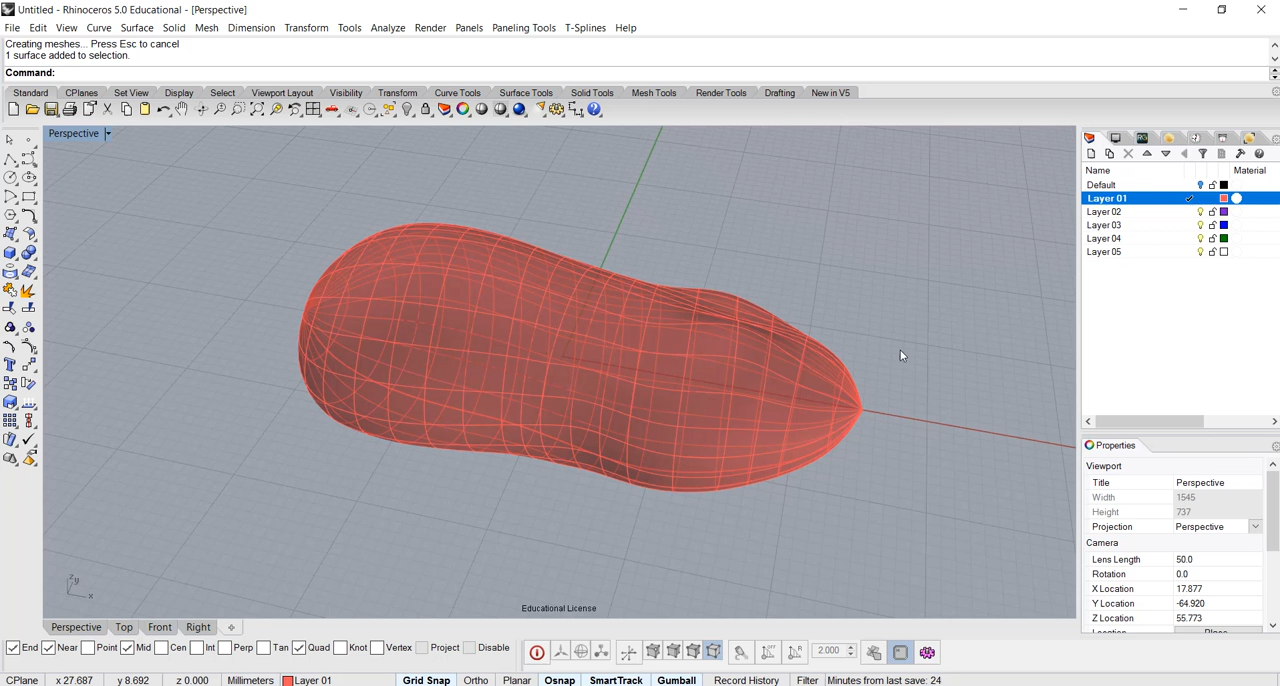 Untitled - Rhinoceros 5.0 Educational - [Perspective]
File Edit View Curve Surface Solid Mesh Dimension Transform Tools Analyze Render Panels Paneling Tools T-Splines Help
Creating meshes... Press Esc to cancel
1 surface added to selection.
Command:
Standard CPlanes Set View Display Select Viewport Layout Visibility Transform Curve Tools Surface Tools Solid Tools Mesh Tools Render Tools Drafting New in V5
Perspective
Name Material
Default
Layer 01
Layer 02
Layer 03
Layer 04
Layer 05
Properties
Viewport
Title Perspective
Width 1545
Height 737
Projection Perspective
Camera
Lens Length 50.0
Rotation 0.0
X Location 17.877
Y Location -64.920
Z Location 55.773
Location Place...
z y x
Educational License
Perspective Top Front Right
End Near Point Mid Cen Int Perp Tan Quad Knot Vertex Project Disable
2.000
CPlane x 27.687 y 8.692 z 0.000 Millimeters Layer 01 Grid Snap Ortho Planar Osnap SmartTrack Gumball Record History Filter Minutes from last save: 24